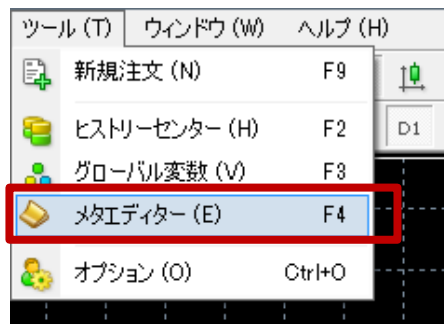 ツール (T) ウィンドウ (W) ヘルプ (H)
新規注文 (N) F9
ヒストリーセンター (H) F2
D1
グローバル変数 (V) F3
メタエディター (E) F4
オプション (O) Ctrl+O